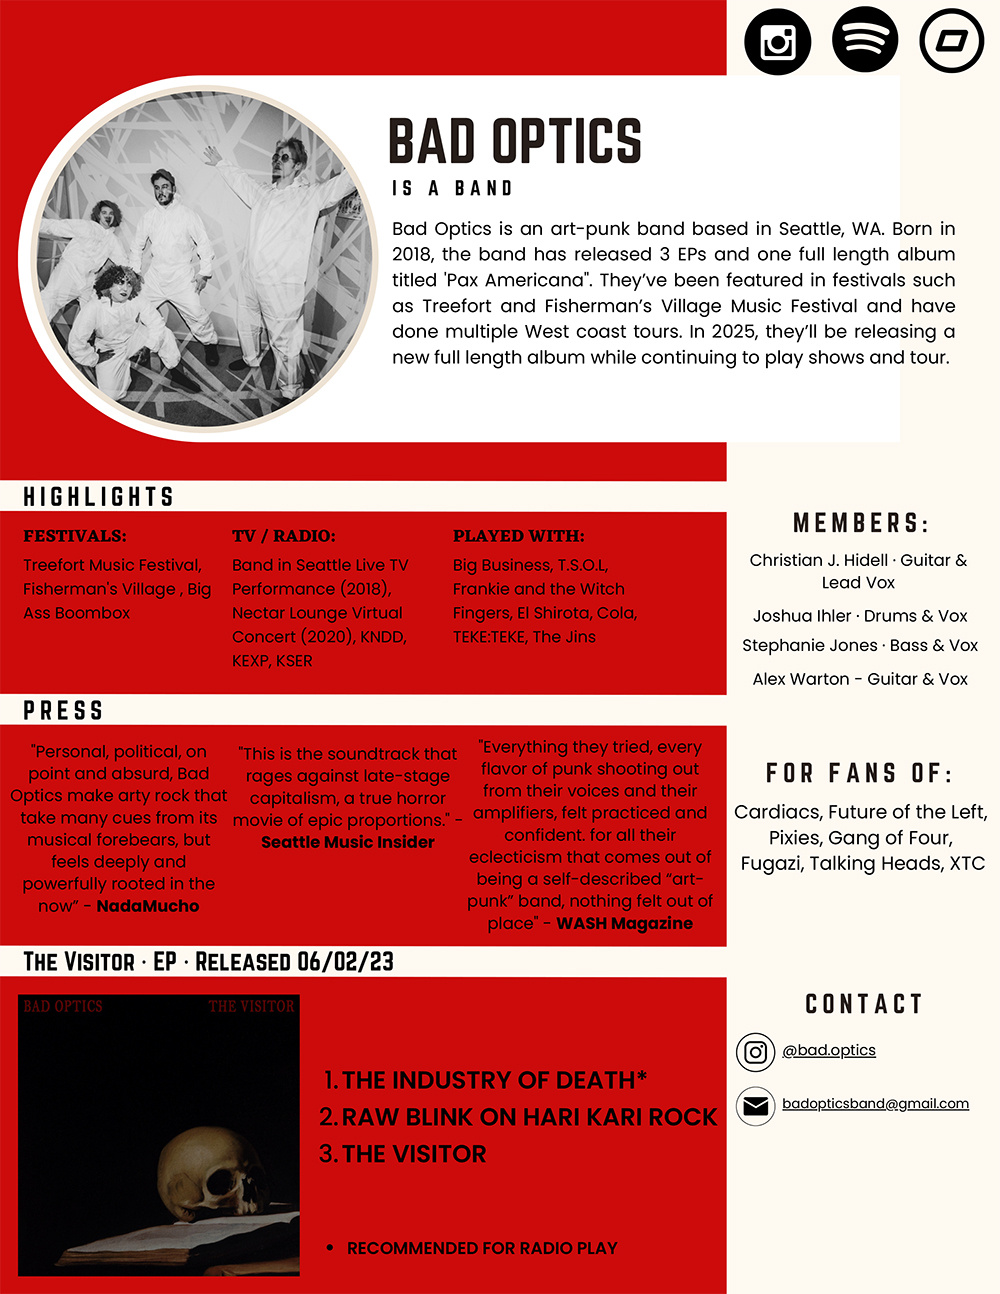 BAD OPTICS
IS A BAND
Bad Optics is an art-punk band based in Seattle, WA. Born in
2018, the band has released 3 EPs and one full length album
titled 'Pax Americana". They’ve been featured in festivals such
as Treefort and Fisherman’s Village Music Festival and have
done multiple West coast tours. In 2025, they’ll be releasing a
new full length album while continuing to play shows and tour.
HIGHLIGHTS
FESTIVALS:
Treefort Music Festival,
Fisherman's Village , Big
Ass Boombox
TV / RADIO:
Band in Seattle Live TV
Performance (2018),
Nectar Lounge Virtual
Concert (2020), KNDD,
KEXP, KSER
PLAYED WITH:
Big Business, T.S.O.L,
Frankie and the Witch
Fingers, El Shirota, Cola,
TEKE:TEKE, The Jins
MEMBERS:
Christian J. Hidell · Guitar &
Lead Vox
Joshua Ihler · Drums & Vox
Stephanie Jones · Bass & Vox
Alex Warton - Guitar & Vox
PRESS
"Personal, political, on
point and absurd, Bad
Optics make arty rock that
take many cues from its
musical forebears, but
feels deeply and
powerfully rooted in the
now” - NadaMucho
"This is the soundtrack that
rages against late-stage
capitalism, a true horror
movie of epic proportions." -
Seattle Music Insider
"Everything they tried, every
flavor of punk shooting out
from their voices and their
amplifiers, felt practiced and
confident. for all their
eclecticism that comes out of
being a self-described “art-
punk” band, nothing felt out of
place" - WASH Magazine
FOR FANS OF:
Cardiacs, Future of the Left,
Pixies, Gang of Four,
Fugazi, Talking Heads, XTC
The Visitor · EP · Released 06/02/23
BAD OPTICS
THE VISITOR
1. THE INDUSTRY OF DEATH*
2. RAW BLINK ON HARI KARI ROCK
3. THE VISITOR
• RECOMMENDED FOR RADIO PLAY
CONTACT
@bad.optics
badopticsband@gmail.com